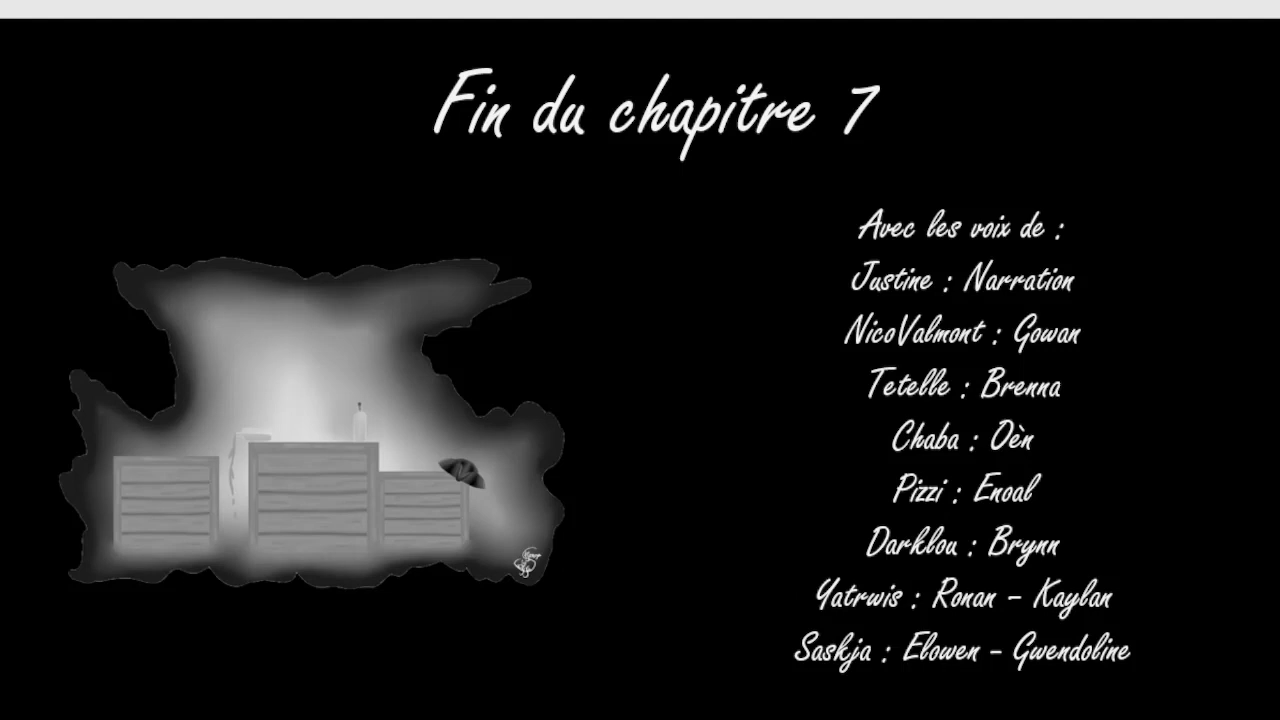 Fin du chapitre 7
Avec les voix de :
Justine : Narration
NicoValmont : Gowan
Tetelle : Brenna
Chaba : Oèn
Pizzi : Enoal
Darklou : Brynn
Yatrwis : Ronan – Kaylan
Saskja : Elowen – Gwendoline